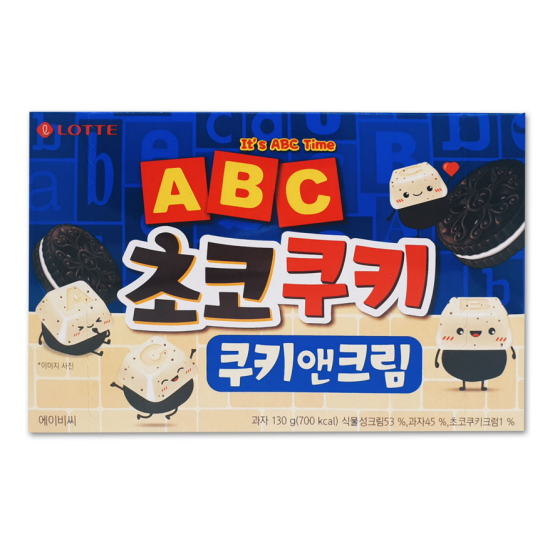 LOTTE
It's ABC Time
ABC
초코쿠키
쿠키앤크림
*이미지 사진
에이비씨
과자 130 g(700 kcal) 식물성크림53 %,과자45 %,초코쿠키크럼1 %